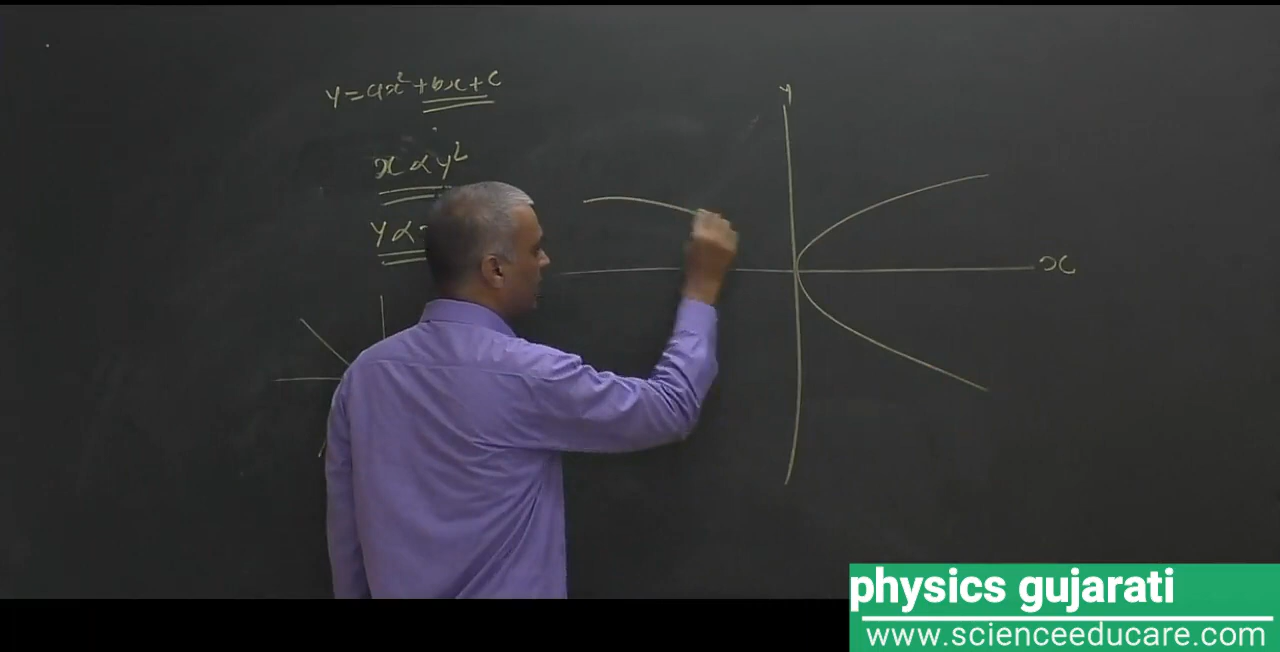 y = ax² + bx + c
x ∝ y²
y ∝
y
x
physics gujarati
www.scienceeducare.com